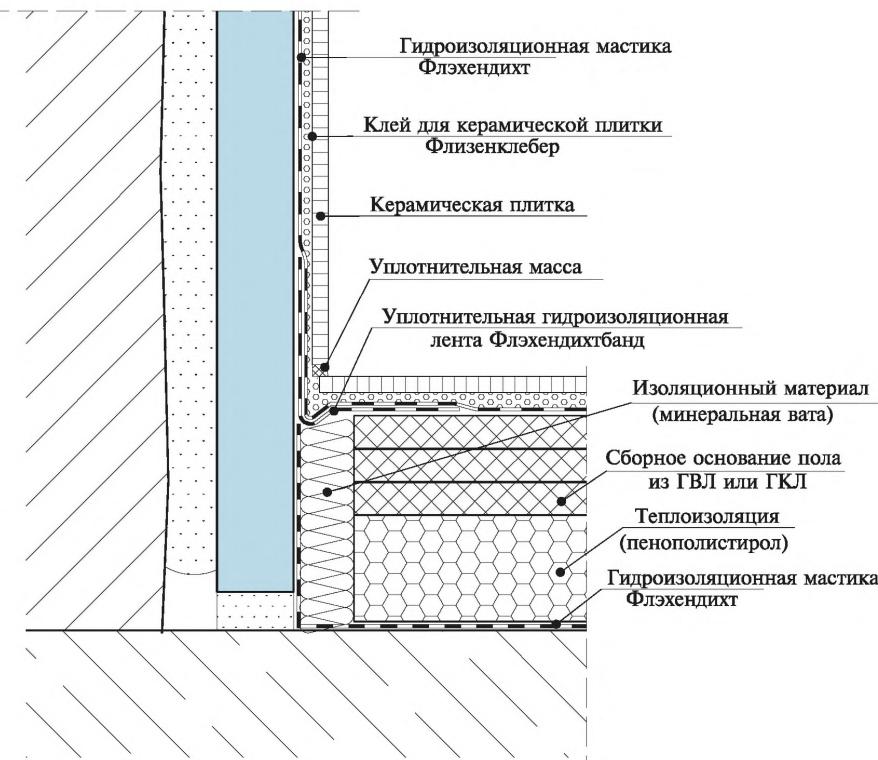 Гидроизоляционная мастика
Флэхендихт
Клей для керамической плитки
Флизенклебер
Керамическая плитка
Уплотнительная масса
Уплотнительная гидроизоляционная
лента Флэхендихтбанд
Изоляционный материал
(минеральная вата)
Сборное основание пола
из ГВЛ или ГКЛ
Теплоизоляция
(пенополистирол)
Гидроизоляционная мастика
Флэхендихт